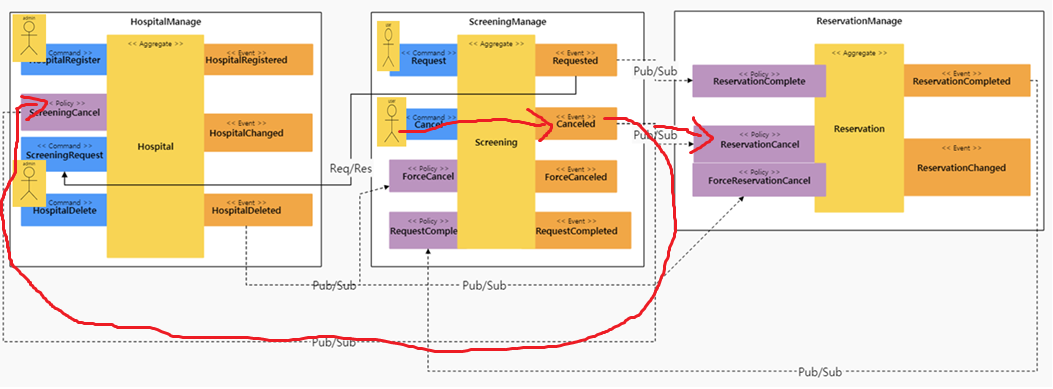 HospitalManage
admin
Command >>
HospitalRegister
<< Aggregate >>
Hospital
<< Event >>
HospitalRegistered
<< Policy >>
ScreeningCancel
<< Event >>
HospitalChanged
<< Command >>
ScreeningRequest
admin
Command >>
HospitalDelete
<< Event >>
HospitalDeleted
ScreeningManage
<< Command >>
Request
<< Aggregate >>
Screening
<< Event >>
Requested
<< Command >>
Cancel
<< Event >>
Canceled
<< Policy >>
ForceCancel
<< Event >>
ForceCanceled
<< Policy >>
RequestComple
<< Event >>
RequestCompleted
ReservationManage
<< Policy >>
ReservationComplete
<< Aggregate >>
Reservation
<< Event >>
ReservationCompleted
<< Policy >>
ReservationCancel
<< Policy >>
ForceReservationCancel
<< Event >>
ReservationChanged
Pub/Sub
Pub/Sub
Req/Res
Pub/Sub
Pub/Sub
Pub/Sub
Pub/Sub